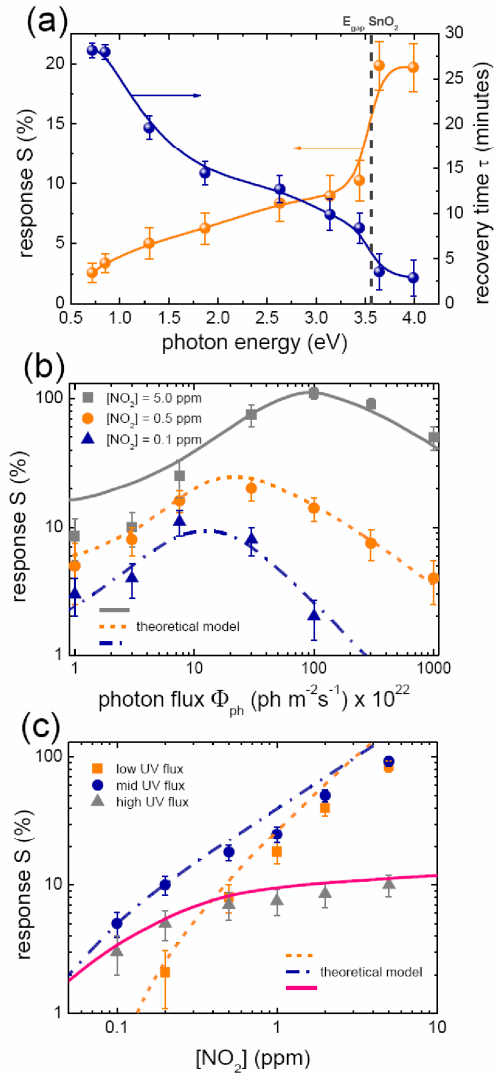 (a)
E_gap SnO₂
20
15
10
5
0
response S (%)
30
25
20
15
10
5
0
recovery time τ (minutes)
0.5 1.0 1.5 2.0 2.5 3.0 3.5 4.0
photon energy (eV)
(b)
[NO₂] = 5.0 ppm
[NO₂] = 0.5 ppm
[NO₂] = 0.1 ppm
100
10
1
response S (%)
theoretical model
1 10 100 1000
photon flux Φ_ph (ph m⁻²s⁻¹) x 10²²
(c)
low UV flux
mid UV flux
high UV flux
100
10
1
response S (%)
theoretical model
0.1 1 10
[NO₂] (ppm)